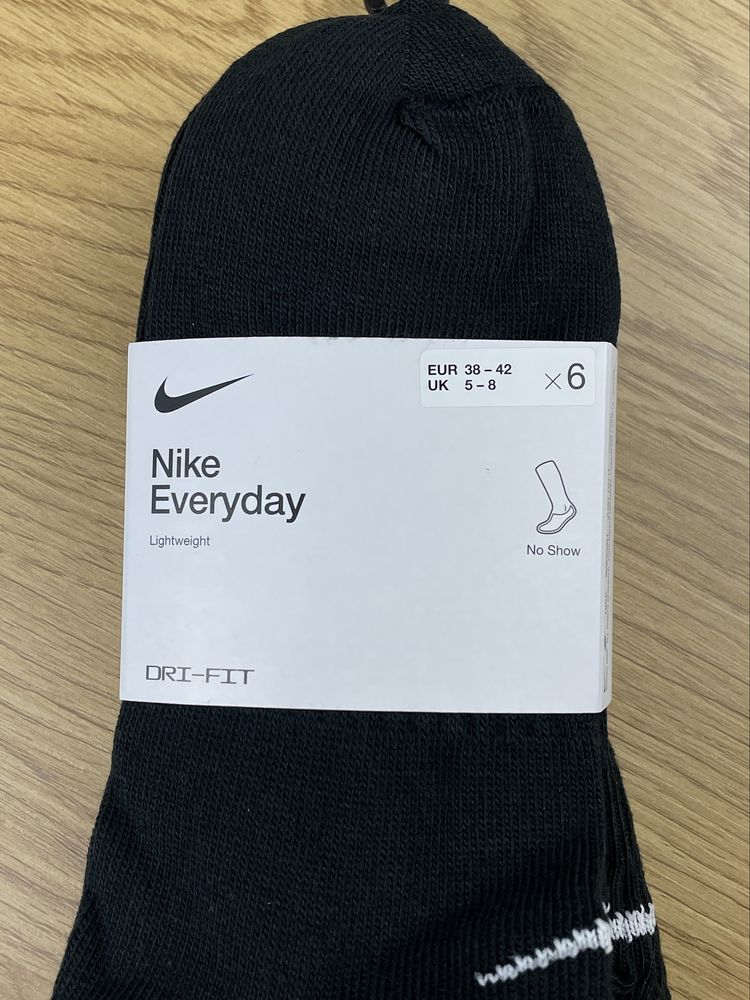 EUR 38 – 42
UK 5 – 8
×6
Nike
Everyday
Lightweight
No Show
DRI-FIT